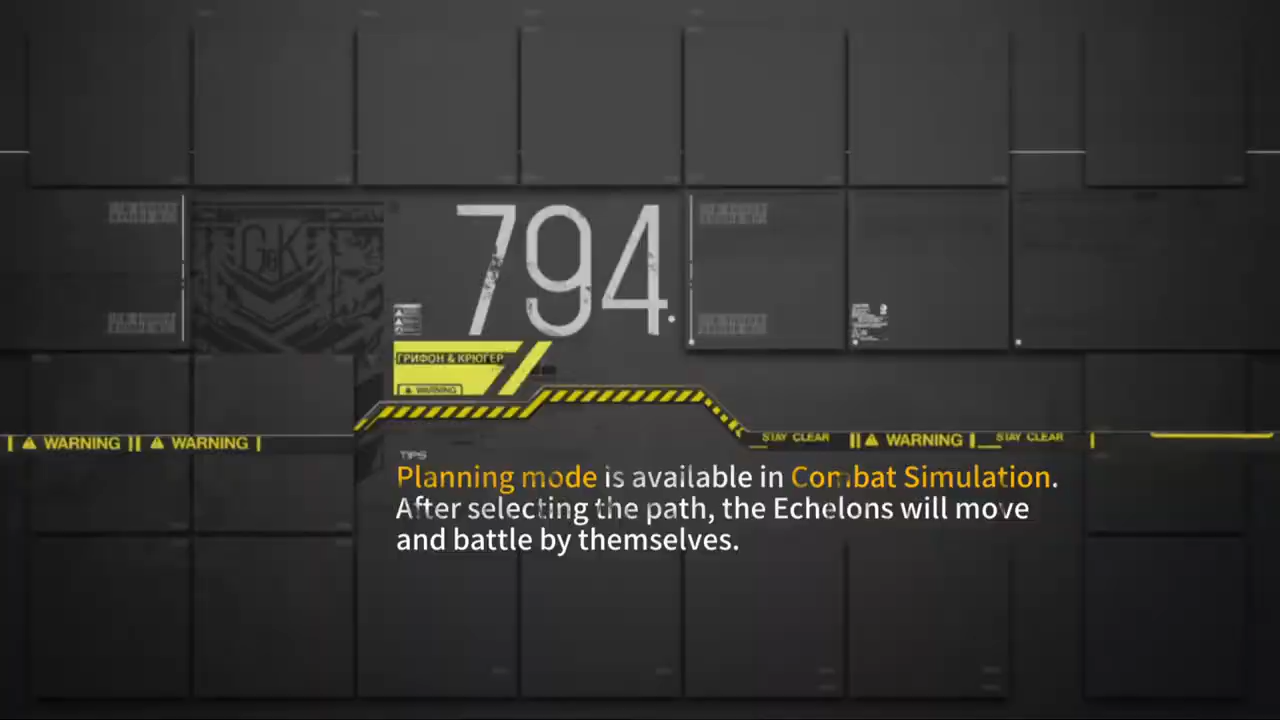 G&K
794.
ГРИФОН & КРЮГЕР
WARNING
WARNING WARNING
STAY CLEAR WARNING STAY CLEAR
TIPS
Planning mode is available in Combat Simulation.
After selecting the path, the Echelons will move
and battle by themselves.